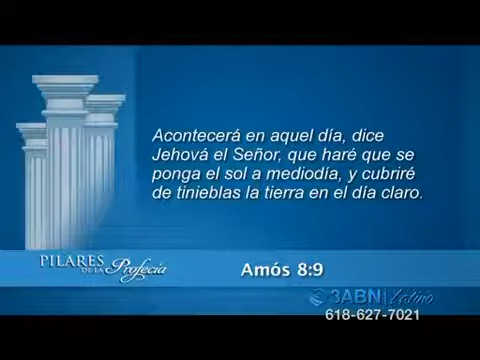 Acontecerá en aquel día, dice
Jehová el Señor, que haré que se
ponga el sol a mediodía, y cubriré
de tinieblas la tierra en el día claro.
PILARES
DE LA Profecía
Amós 8:9
3ABN Latino
618-627-7021